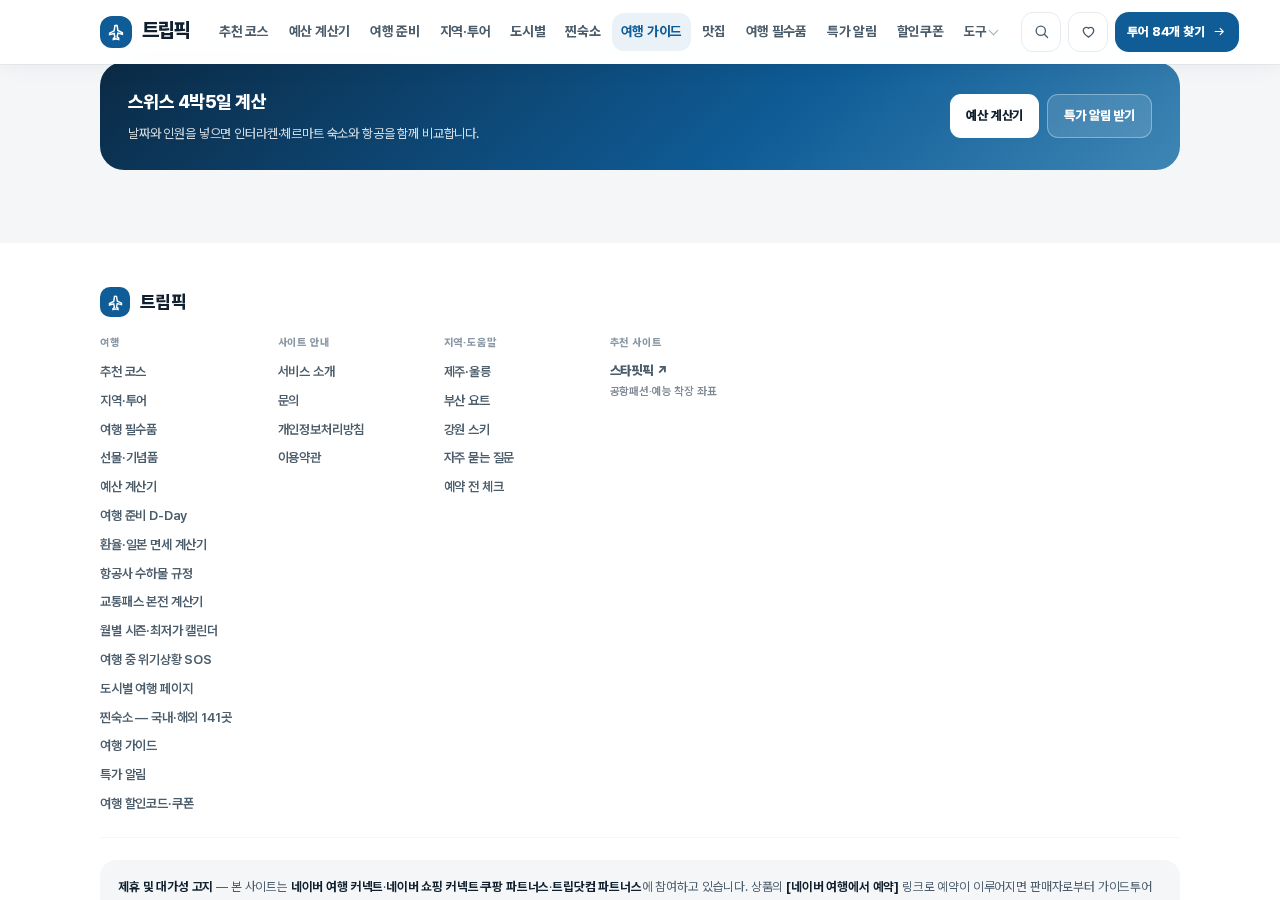 트립픽
추천 코스
예산 계산기
여행 준비
지역·투어
도시별
찐숙소
여행 가이드
맛집
여행 필수품
특가 알림
할인쿠폰
도구
투어 84개 찾기 →
스위스 4박5일 계산
날짜와 인원을 넣으면 인터라켄·체르마트 숙소와 항공을 함께 비교합니다.
예산 계산기
특가 알림 받기
트립픽
여행
추천 코스
지역·투어
여행 필수품
선물·기념품
예산 계산기
여행 준비 D-Day
환율·일본 면세 계산기
항공사 수하물 규정
교통패스 본전 계산기
월별 시즌·최저가 캘린더
여행 중 위기상황 SOS
도시별 여행 페이지
찐숙소 — 국내·해외 141곳
여행 가이드
특가 알림
여행 할인코드·쿠폰
사이트 안내
서비스 소개
문의
개인정보처리방침
이용약관
지역·도움말
제주·울릉
부산 요트
강원 스키
자주 묻는 질문
예약 전 체크
추천 사이트
스타핏픽 ↗
공항패션·예능 착장 좌표
제휴 및 대가성 고지 — 본 사이트는 네이버 여행 커넥트·네이버 쇼핑 커넥트·쿠팡 파트너스·트립닷컴 파트너스에 참여하고 있습니다. 상품의 [네이버 여행에서 예약] 링크로 예약이 이루어지면 판매자로부터 가이드투어